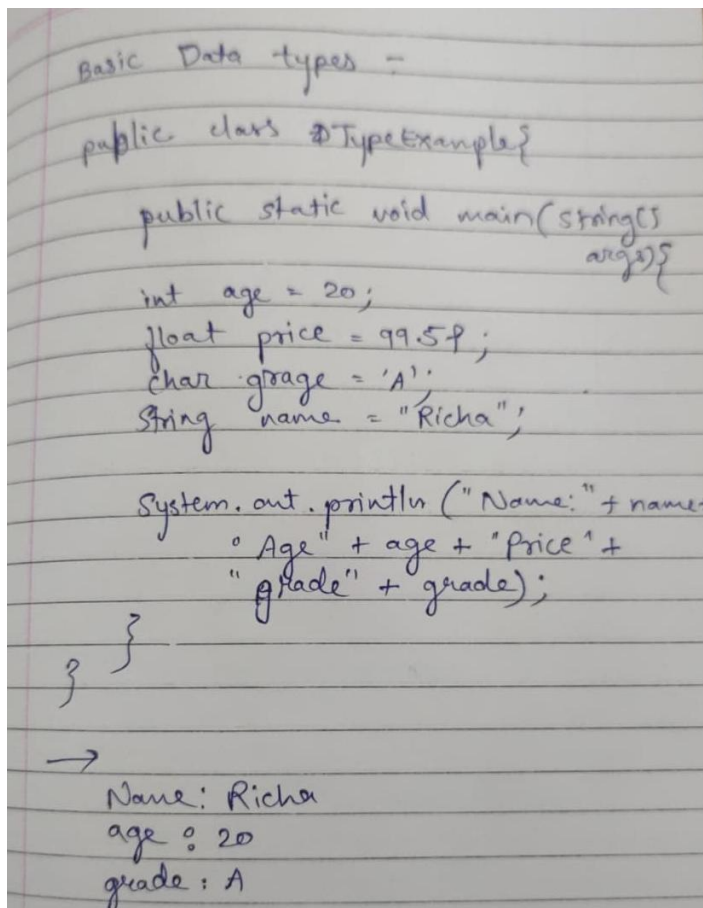 Basic Data types -
public class DTypeExample{
public static void main(string[]
args){
int age = 20;
float price = 99.5f;
char grage = 'A';
String name = "Richa";
System.out.println ("Name:" + name
" Age" + age + "Price" +
"grade" + grade);
}
}
→
Name: Richa
age : 20
grade : A